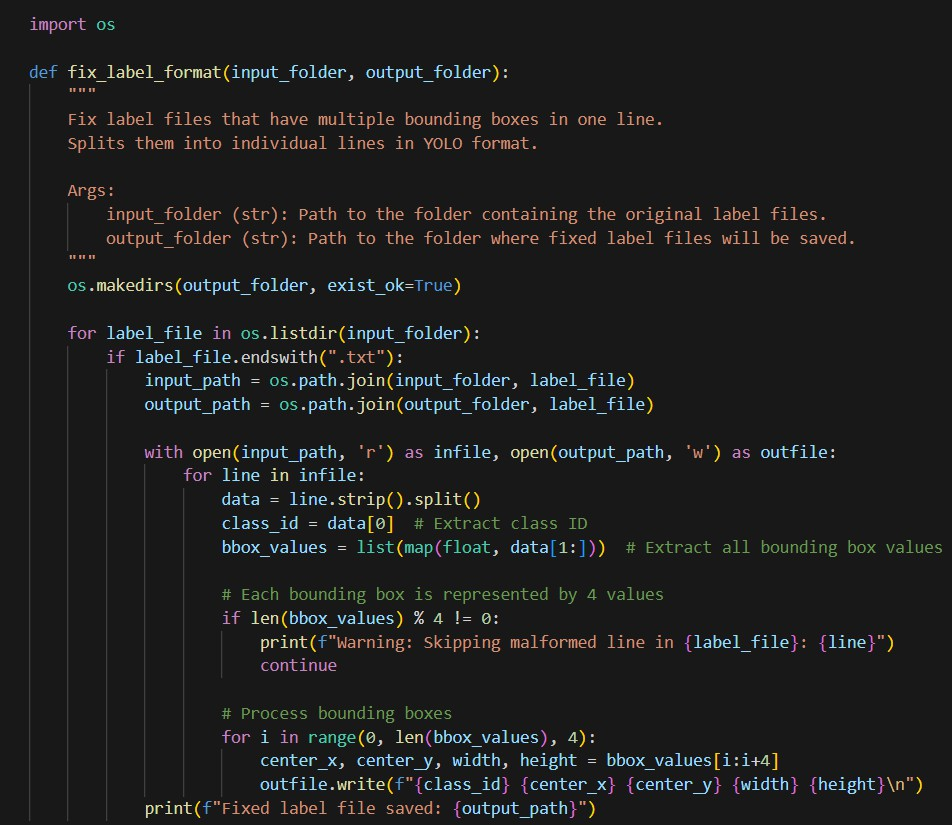 import os
def fix_label_format(input_folder, output_folder):
"""
Fix label files that have multiple bounding boxes in one line.
Splits them into individual lines in YOLO format.
Args:
input_folder (str): Path to the folder containing the original label files.
output_folder (str): Path to the folder where fixed label files will be saved.
"""
os.makedirs(output_folder, exist_ok=True)
for label_file in os.listdir(input_folder):
if label_file.endswith(".txt"):
input_path = os.path.join(input_folder, label_file)
output_path = os.path.join(output_folder, label_file)
with open(input_path, 'r') as infile, open(output_path, 'w') as outfile:
for line in infile:
data = line.strip().split()
class_id = data[0]  # Extract class ID
bbox_values = list(map(float, data[1:]))  # Extract all bounding box values
# Each bounding box is represented by 4 values
if len(bbox_values) % 4 != 0:
print(f"Warning: Skipping malformed line in {label_file}: {line}")
continue
# Process bounding boxes
for i in range(0, len(bbox_values), 4):
center_x, center_y, width, height = bbox_values[i:i+4]
outfile.write(f"{class_id} {center_x} {center_y} {width} {height}\n")
print(f"Fixed label file saved: {output_path}")